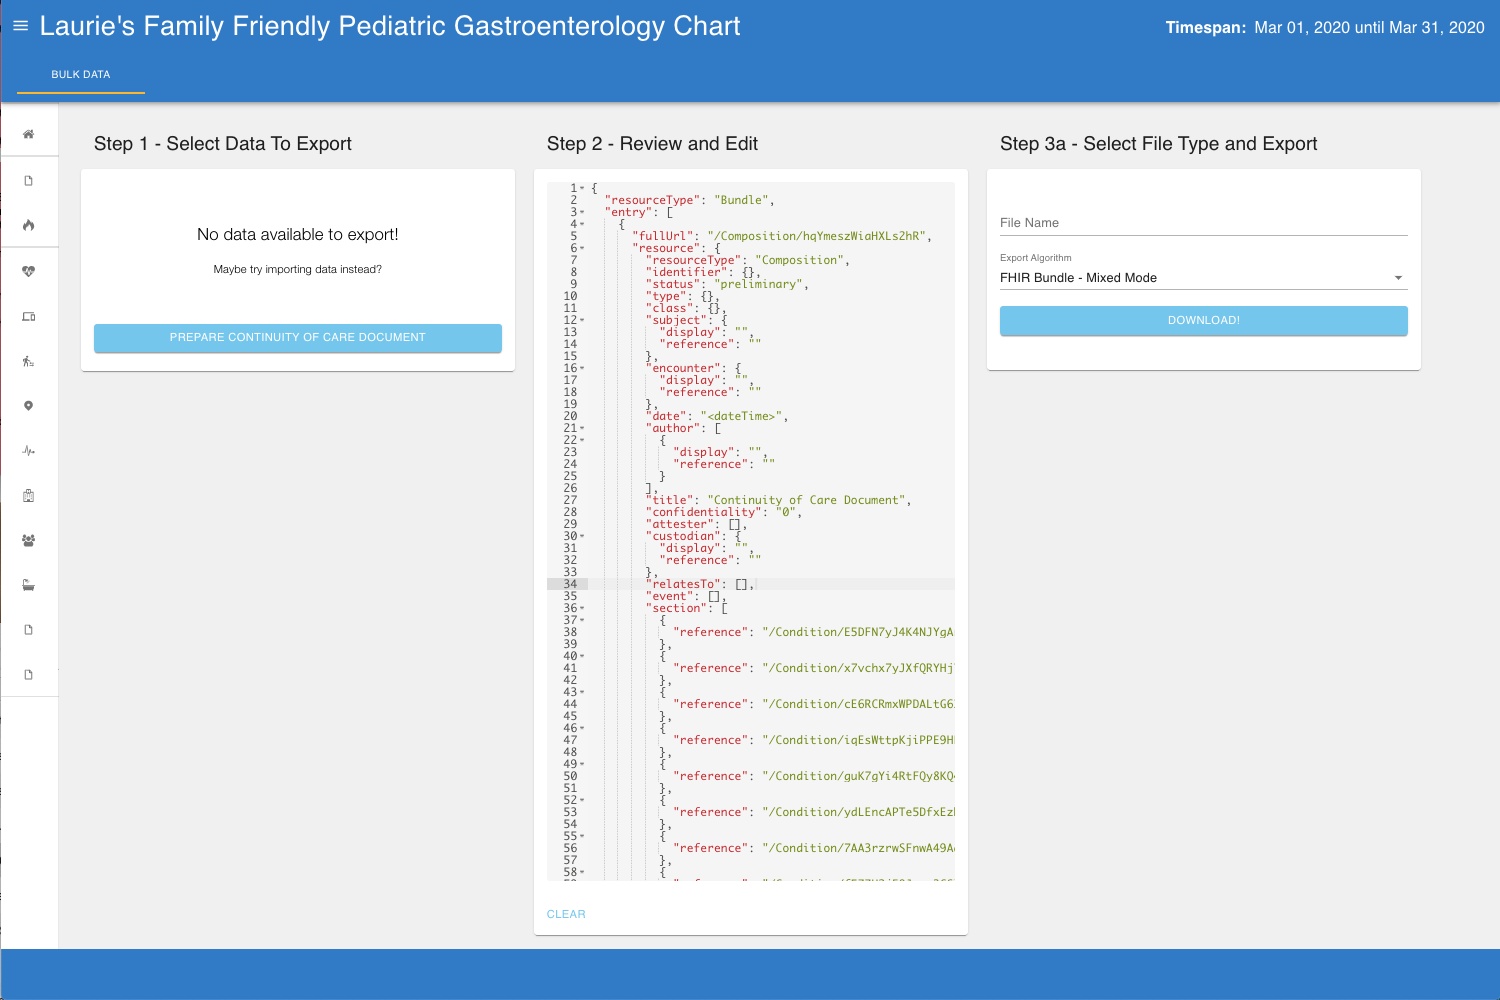 Laurie's Family Friendly Pediatric Gastroenterology Chart
Timespan: Mar 01, 2020 until Mar 31, 2020
BULK DATA
Step 1 - Select Data To Export
No data available to export!
Maybe try importing data instead?
PREPARE CONTINUITY OF CARE DOCUMENT
Step 2 - Review and Edit
1 {
2 "resourceType": "Bundle",
3 "entry": [
4 {
5 "fullUrl": "/Composition/hqYmeszWiaHXLs2hR",
6 "resource": {
7 "resourceType": "Composition",
8 "identifier": {},
9 "status": "preliminary",
10 "type": {},
11 "class": {},
12 "subject": {
13 "display": "",
14 "reference": ""
15 },
16 "encounter": {
17 "display": "",
18 "reference": ""
19 },
20 "date": "<dateTime>",
21 "author": [
22 {
23 "display": "",
24 "reference": ""
25 }
26 ],
27 "title": "Continuity of Care Document",
28 "confidentiality": "0",
29 "attester": [],
30 "custodian": {
31 "display": "",
32 "reference": ""
33 },
34 "relatesTo": [],
35 "event": [],
36 "section": [
37 {
38 "reference": "/Condition/E5DFN7yJ4K4NJYgA
39 },
40 {
41 "reference": "/Condition/x7vchx7yJXfQRYHj
42 },
43 {
44 "reference": "/Condition/cE6RCRmxWPDALtG6
45 },
46 {
47 "reference": "/Condition/iqEsWttpKjiPPE9H
48 },
49 {
50 "reference": "/Condition/guK7gYi4RtFQy8KQ
51 },
52 {
53 "reference": "/Condition/ydLEncAPTe5DfxEz
54 },
55 {
56 "reference": "/Condition/7AA3rzrwSFnwA49A
57 },
58 {
CLEAR
Step 3a - Select File Type and Export
File Name
Export Algorithm
FHIR Bundle - Mixed Mode
DOWNLOAD!